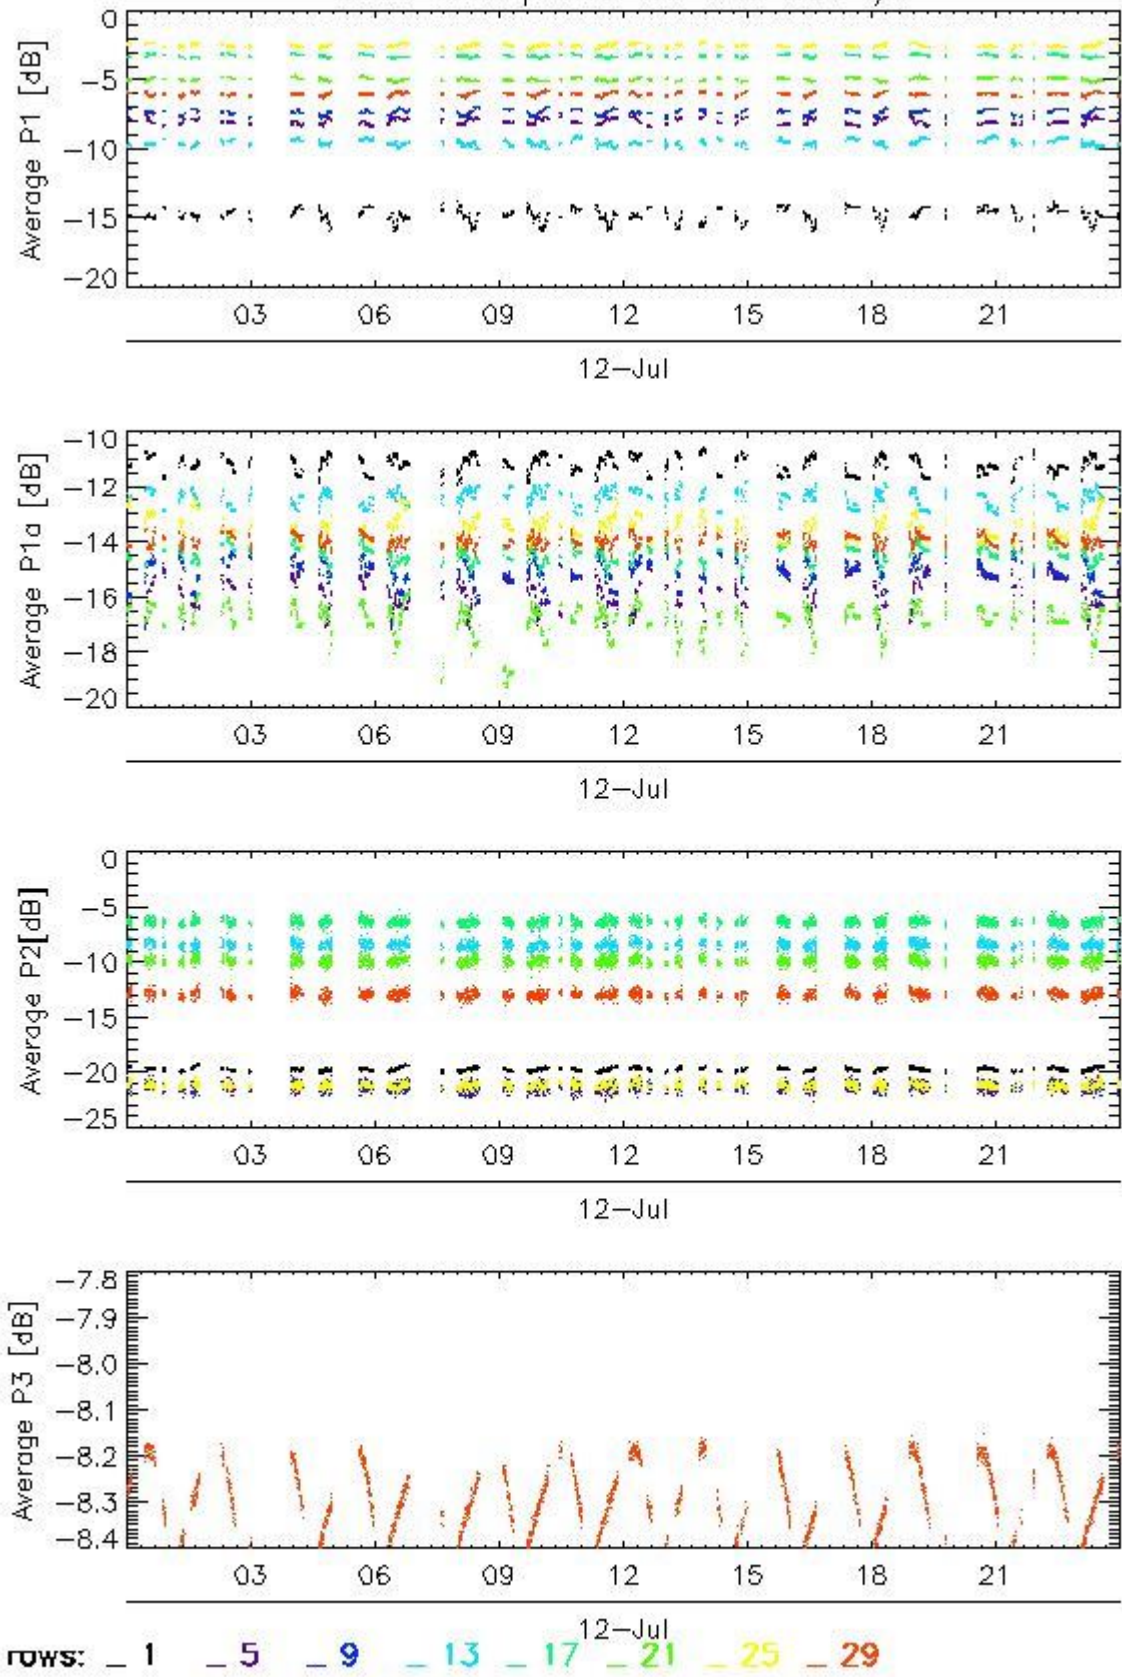 0
−5
−10
−15
−20
Average P1 [dB]
03 06 09 12 15 18 21
12−Jul
−10
−12
−14
−16
−18
−20
Average P1a [dB]
03 06 09 12 15 18 21
12−Jul
0
−5
−10
−15
−20
−25
Average P2[dB]
03 06 09 12 15 18 21
12−Jul
−7.8
−7.9
−8.0
−8.1
−8.2
−8.3
−8.4
Average P3 [dB]
03 06 09 12 15 18 21
12−Jul
rows: _ 1 _ 5 _ 9 _ 13 _ 17 _ 21 _ 25 _ 29